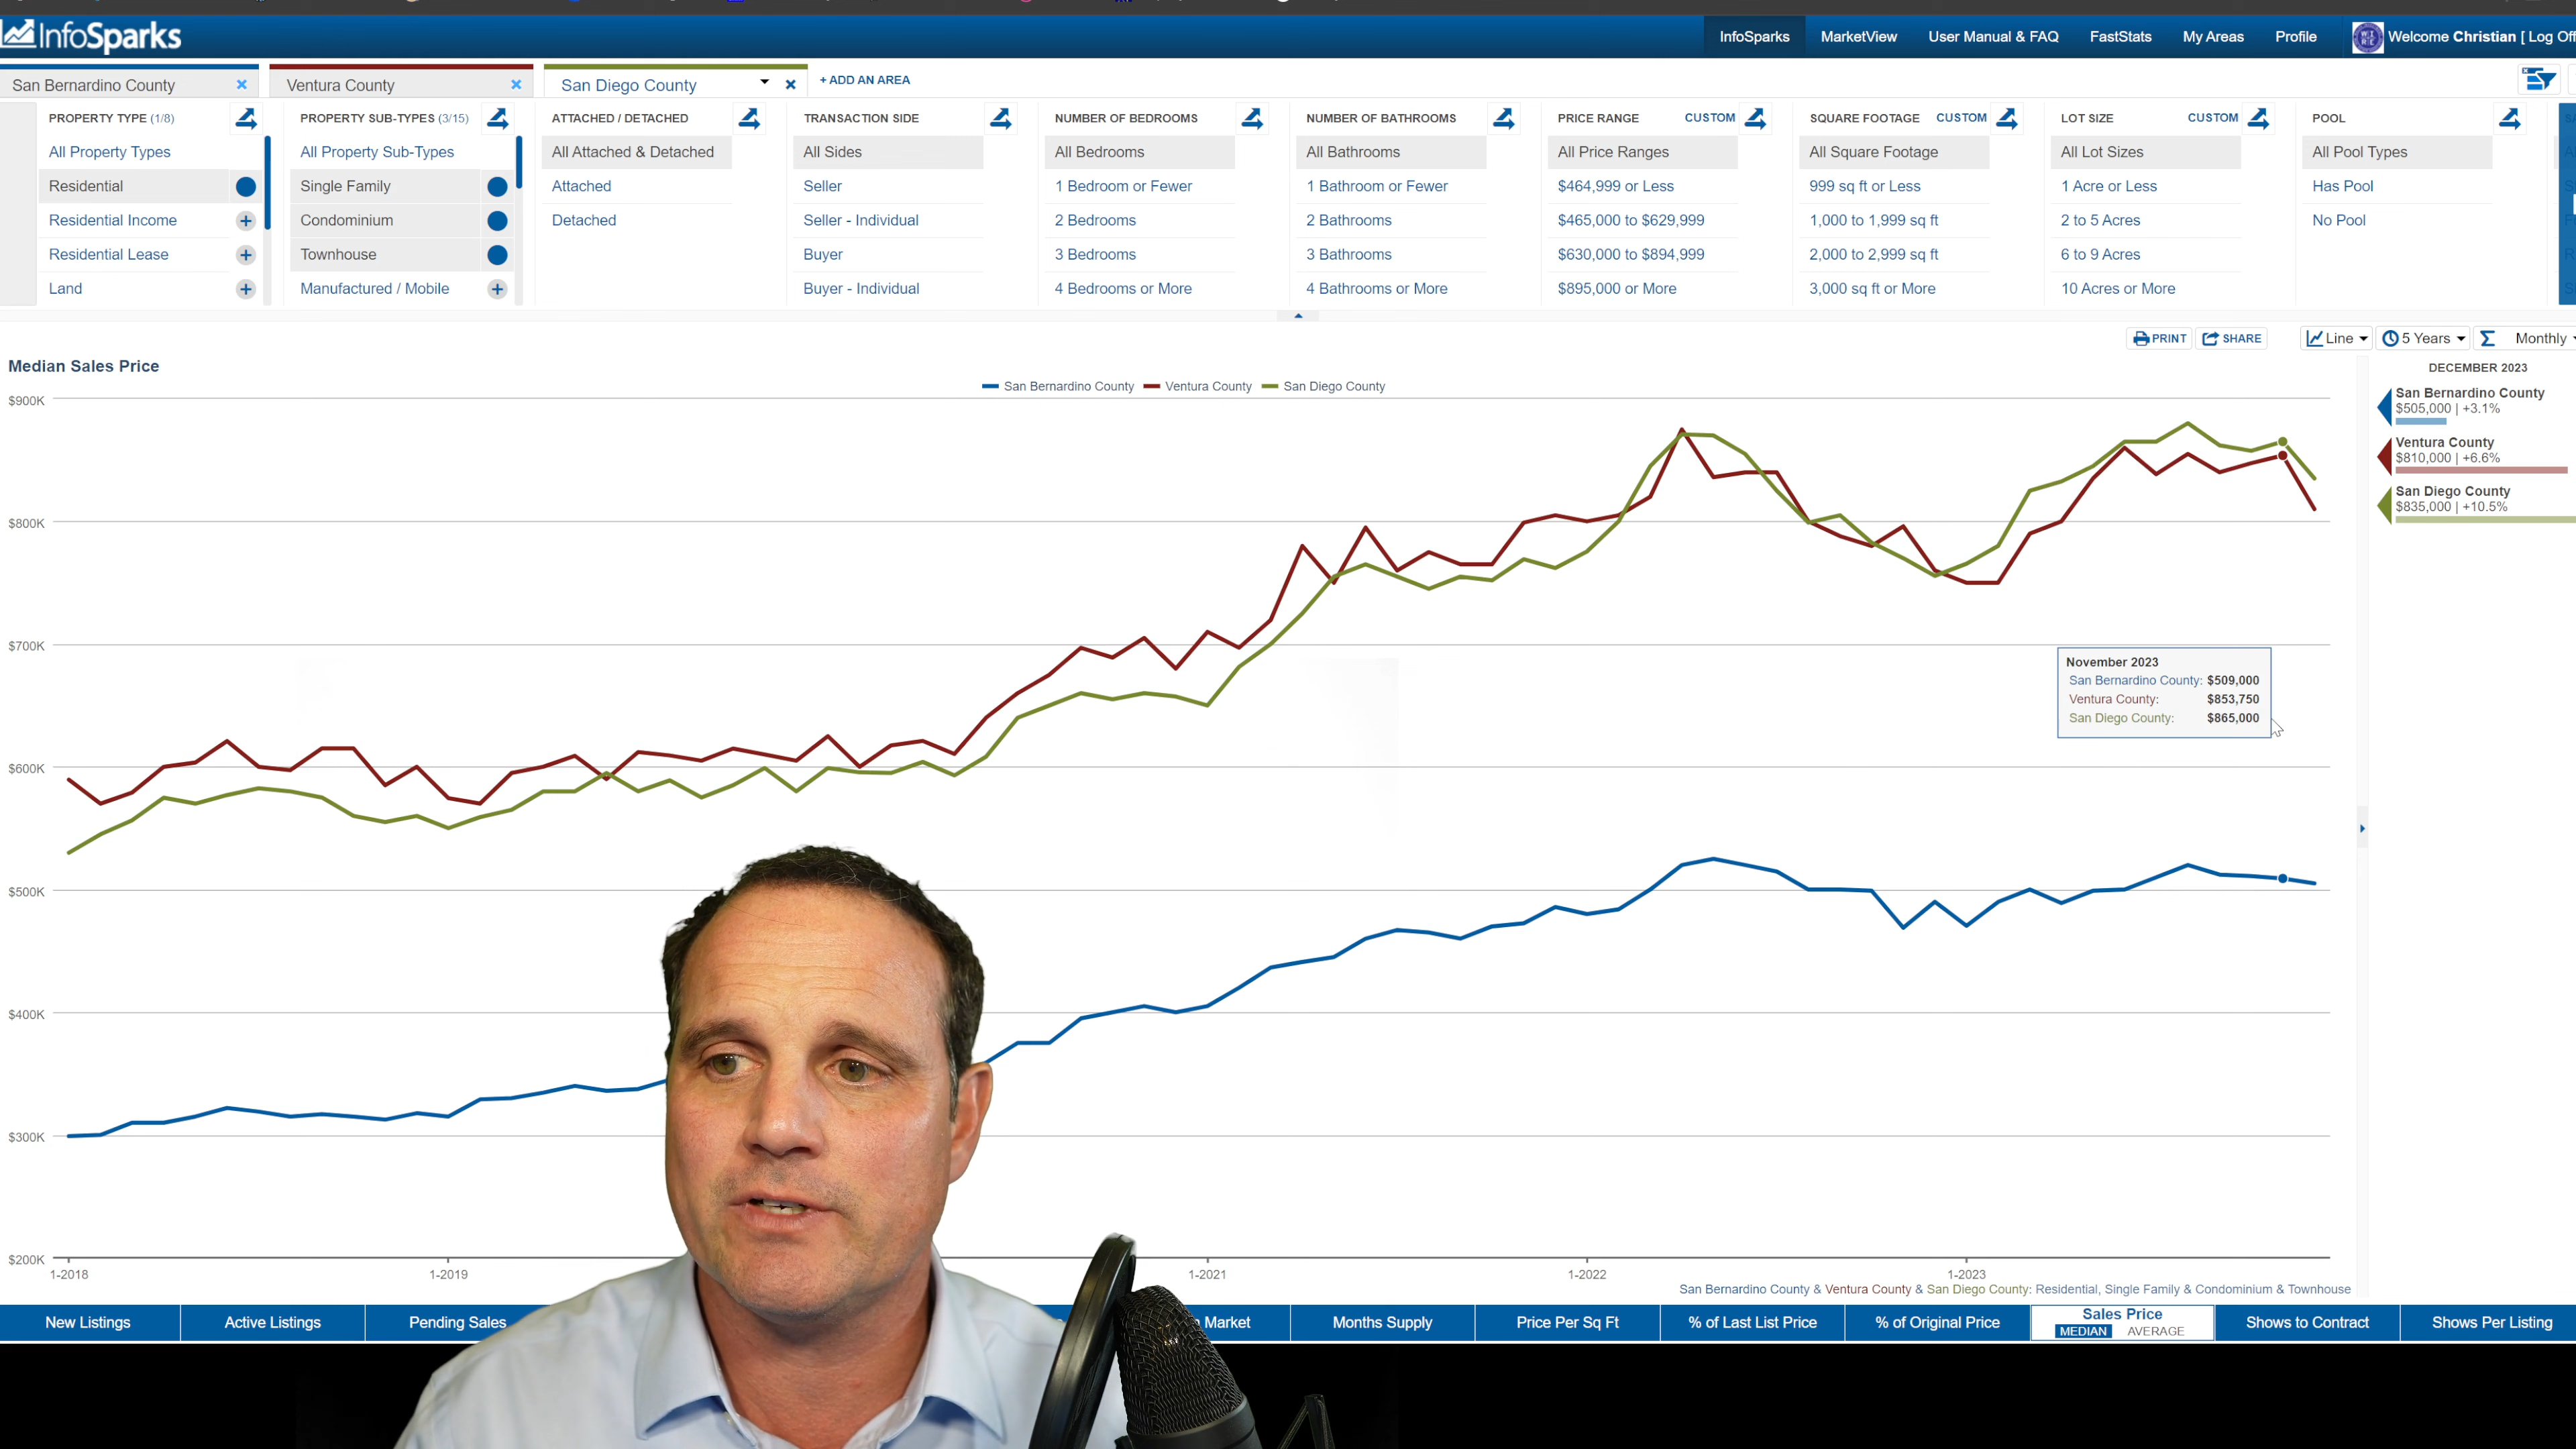 InfoSparks
InfoSparks MarketView User Manual & FAQ FastStats My Areas Profile Welcome Christian [ Log Off
San Bernardino County Ventura County San Diego County + ADD AN AREA
PROPERTY TYPE (1/8)
All Property Types
Residential
Residential Income
Residential Lease
Land
PROPERTY SUB-TYPES (3/15)
All Property Sub-Types
Single Family
Condominium
Townhouse
Manufactured / Mobile
ATTACHED / DETACHED
All Attached & Detached
Attached
Detached
TRANSACTION SIDE
All Sides
Seller
Seller - Individual
Buyer
Buyer - Individual
NUMBER OF BEDROOMS
All Bedrooms
1 Bedroom or Fewer
2 Bedrooms
3 Bedrooms
4 Bedrooms or More
NUMBER OF BATHROOMS
All Bathrooms
1 Bathroom or Fewer
2 Bathrooms
3 Bathrooms
4 Bathrooms or More
PRICE RANGE CUSTOM
All Price Ranges
$464,999 or Less
$465,000 to $629,999
$630,000 to $894,999
$895,000 or More
SQUARE FOOTAGE CUSTOM
All Square Footage
999 sq ft or Less
1,000 to 1,999 sq ft
2,000 to 2,999 sq ft
3,000 sq ft or More
LOT SIZE CUSTOM
All Lot Sizes
1 Acre or Less
2 to 5 Acres
6 to 9 Acres
10 Acres or More
POOL
All Pool Types
Has Pool
No Pool
PRINT SHARE Line 5 Years Monthly
Median Sales Price
San Bernardino County Ventura County San Diego County
$900K
$800K
$700K
$600K
$500K
$400K
$300K
$200K
November 2023
San Bernardino County: $509,000
Ventura County: $853,750
San Diego County: $865,000
DECEMBER 2023
San Bernardino County
$505,000 | +3.1%
Ventura County
$810,000 | +6.6%
San Diego County
$835,000 | +10.5%
1-2018 1-2019 1-2021 1-2022 1-2023
San Bernardino County & Ventura County & San Diego County: Residential, Single Family & Condominium & Townhouse
New Listings Active Listings Pending Sales Market Months Supply Price Per Sq Ft % of Last List Price % of Original Price Sales Price Shows to Contract Shows Per Listing
MEDIAN AVERAGE